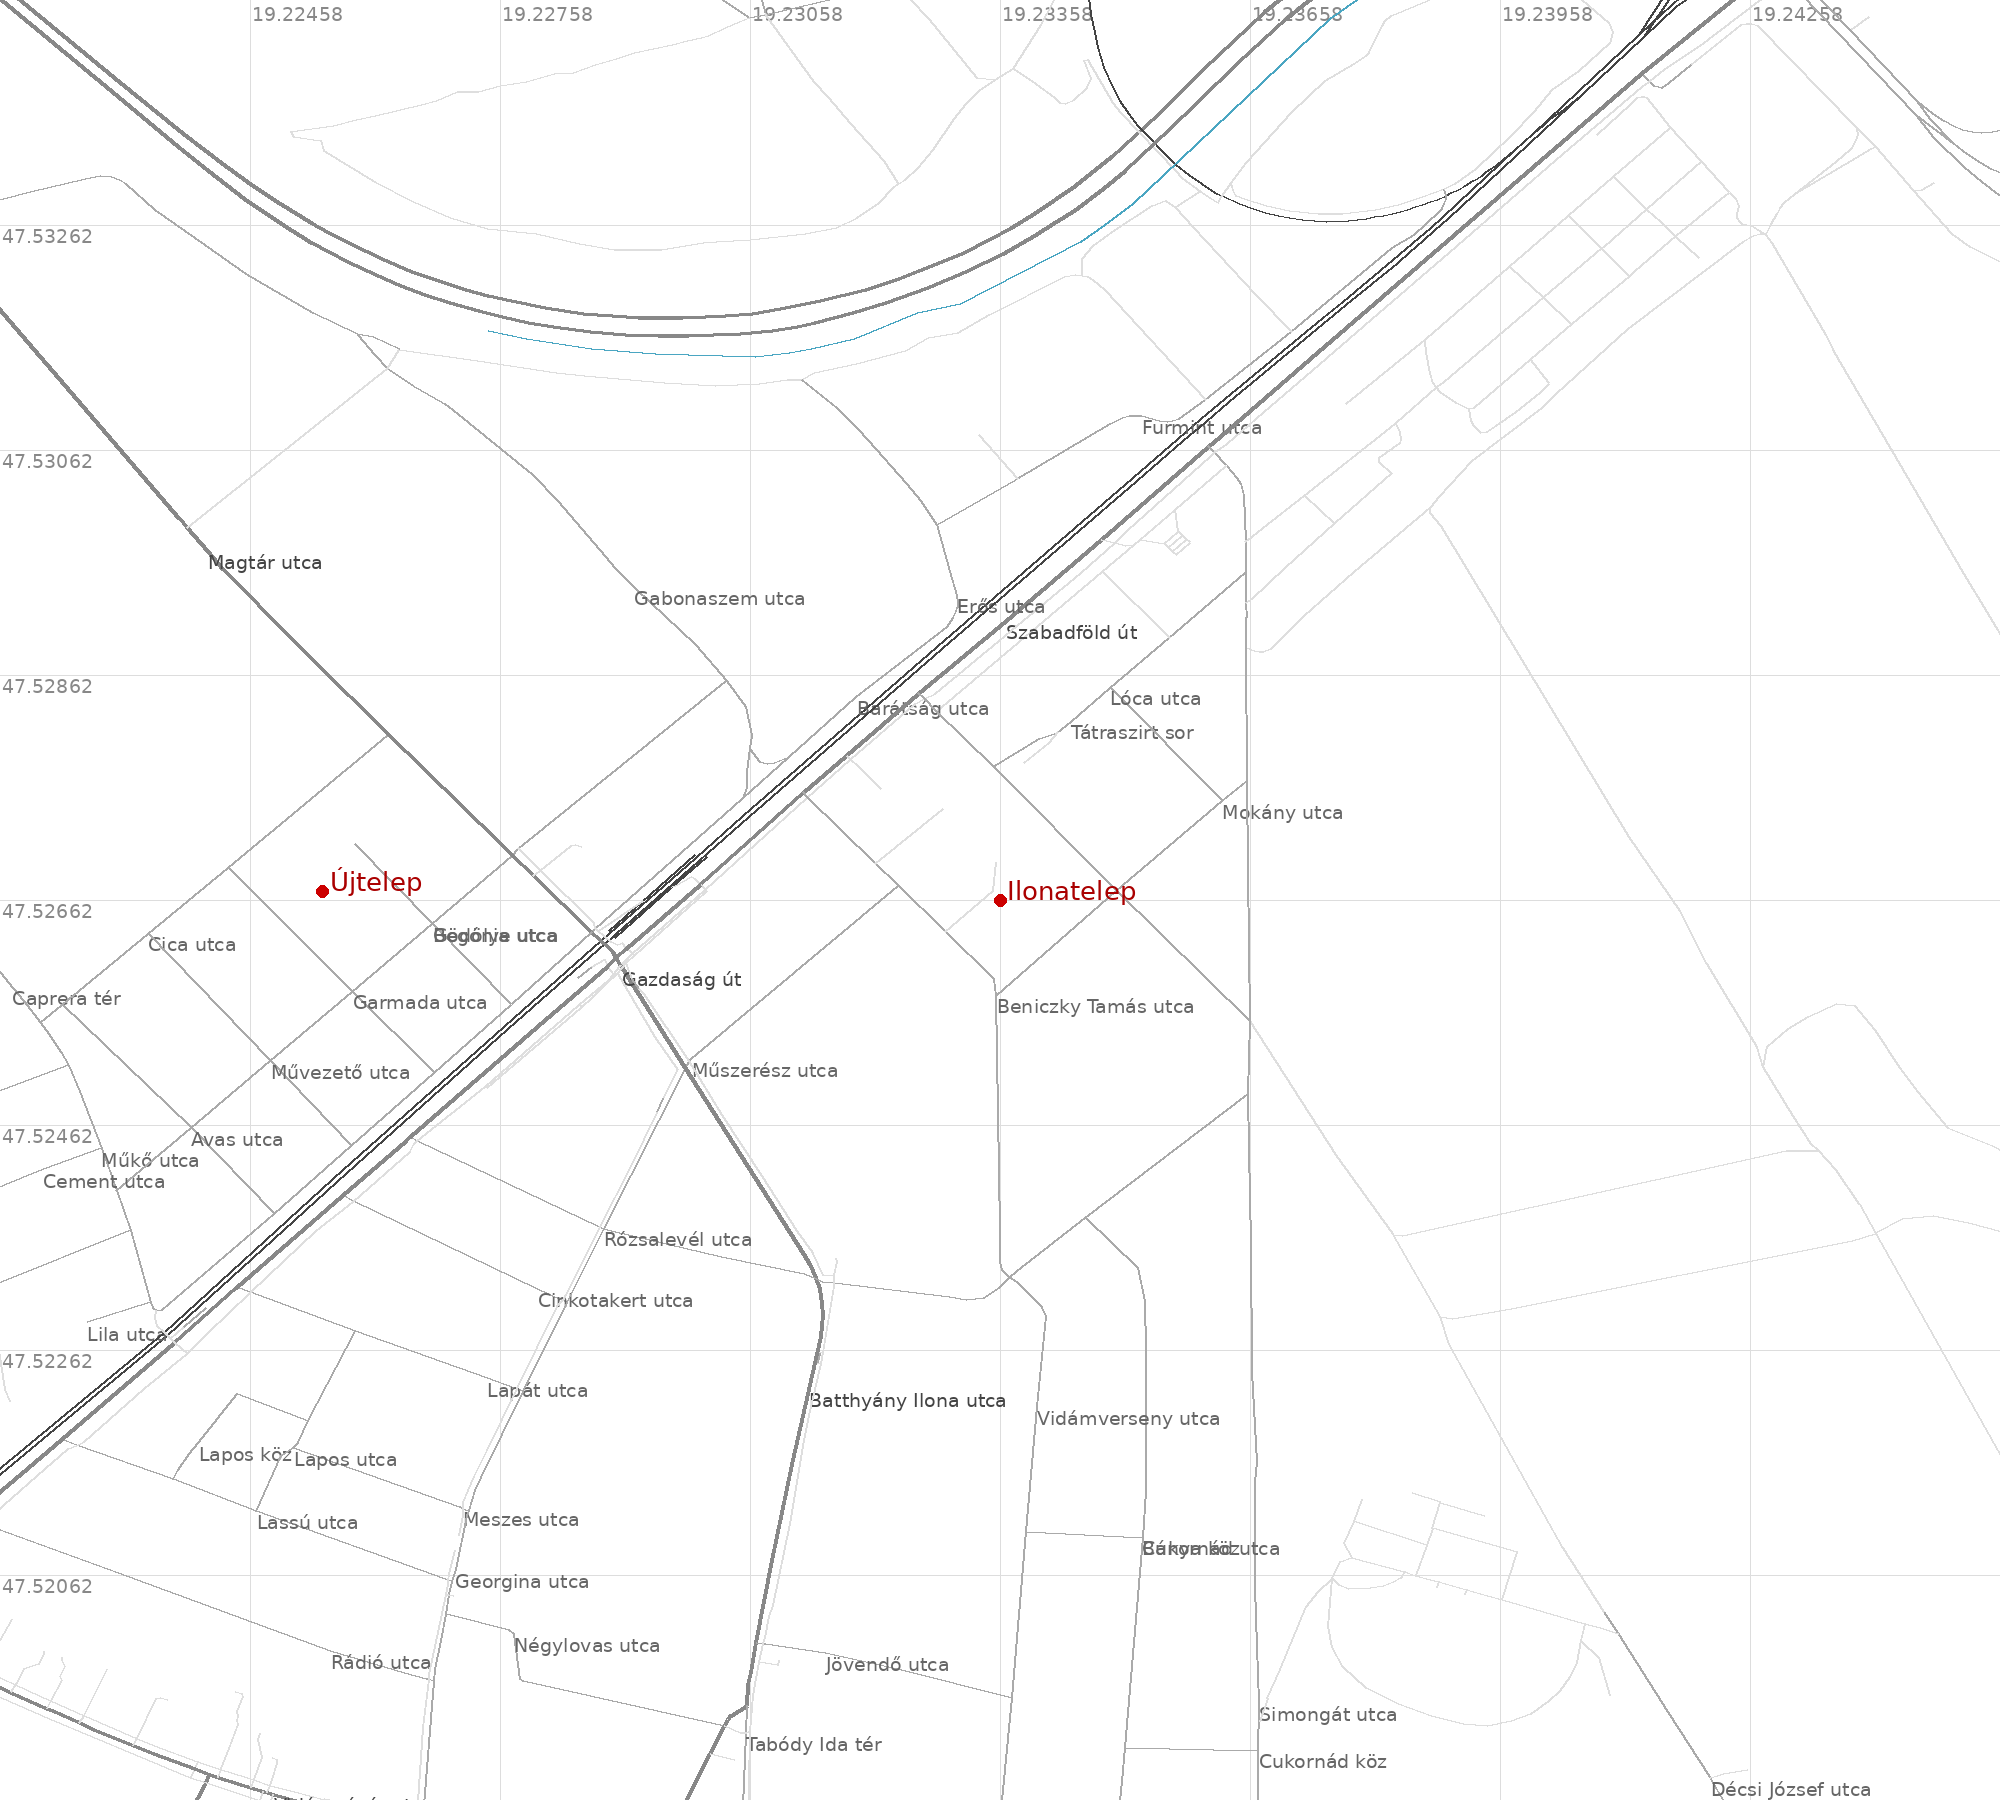 19.22458
19.22758
19.23058
19.23358
19.23658
19.23958
19.24258
47.53262
Furmint utca
47.53062
Magtár utca
Gabonaszem utca
Erős utca
Szabadföld út
47.52862
Lóca utca
Barátság utca
Tátraszirt sor
Mokány utca
Újtelep
Ilonatelep
47.52662
Cica utca
Gazdaság út
Caprera tér
Garmada utca
Beniczky Tamás utca
Művezető utca
Műszerész utca
47.52462
Avas utca
Műkő utca
Cement utca
Rózsalevél utca
Cinkotakert utca
Lila utca
47.52262
Lapát utca
Batthyány Ilona utca
Vidámverseny utca
Lapos köz
Lapos utca
Lassú utca
Meszes utca
47.52062
Georgina utca
Négylovas utca
Rádió utca
Jövendő utca
Simongát utca
Tabódy Ida tér
Cukornád köz
Décsi József utca